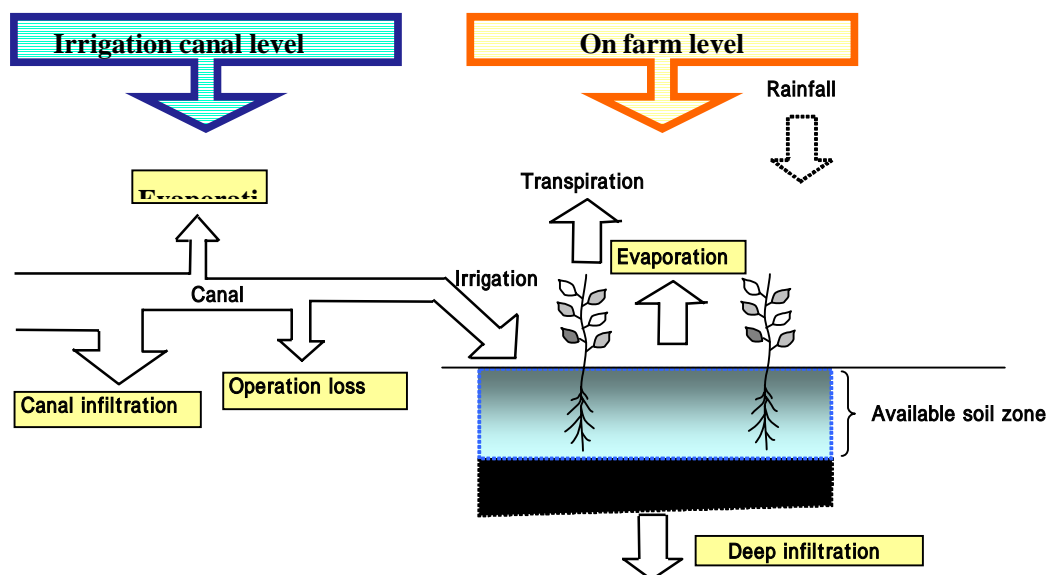 Irrigation canal level
On farm level
Rainfall
Transpiration
Evaporation
Irrigation
Canal
Operation loss
Canal infiltration
Available soil zone
Deep infiltration